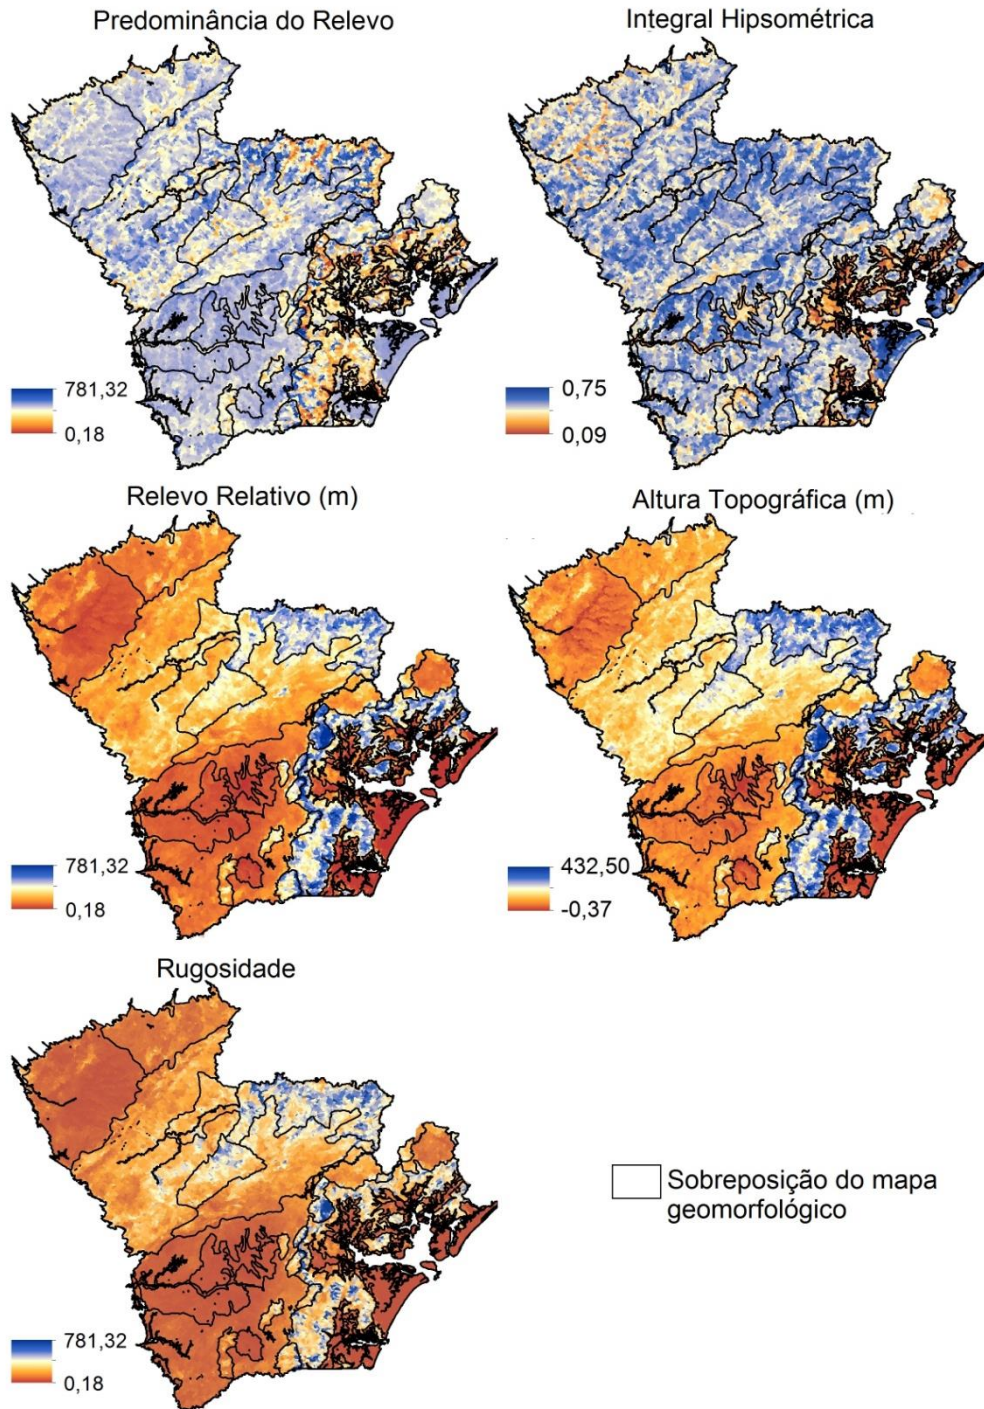 Predominância do Relevo
Integral Hipsométrica
781,32
0,18
0,75
0,09
Relevo Relativo (m)
Altura Topográfica (m)
781,32
0,18
432,50
-0,37
Rugosidade
Sobreposição do mapa
geomorfológico
781,32
0,18